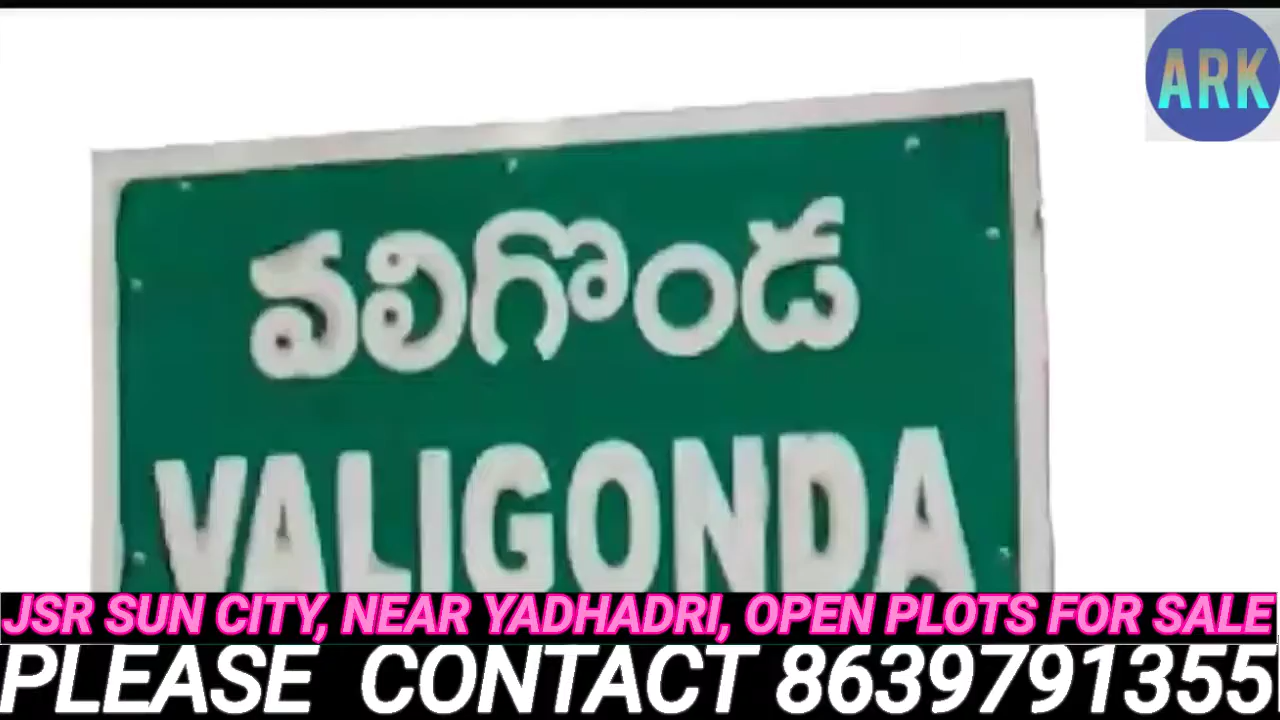 ARK
వలిగొండ
VALIGONDA
JSR SUN CITY, NEAR YADHADRI, OPEN PLOTS FOR SALE
PLEASE CONTACT 8639791355